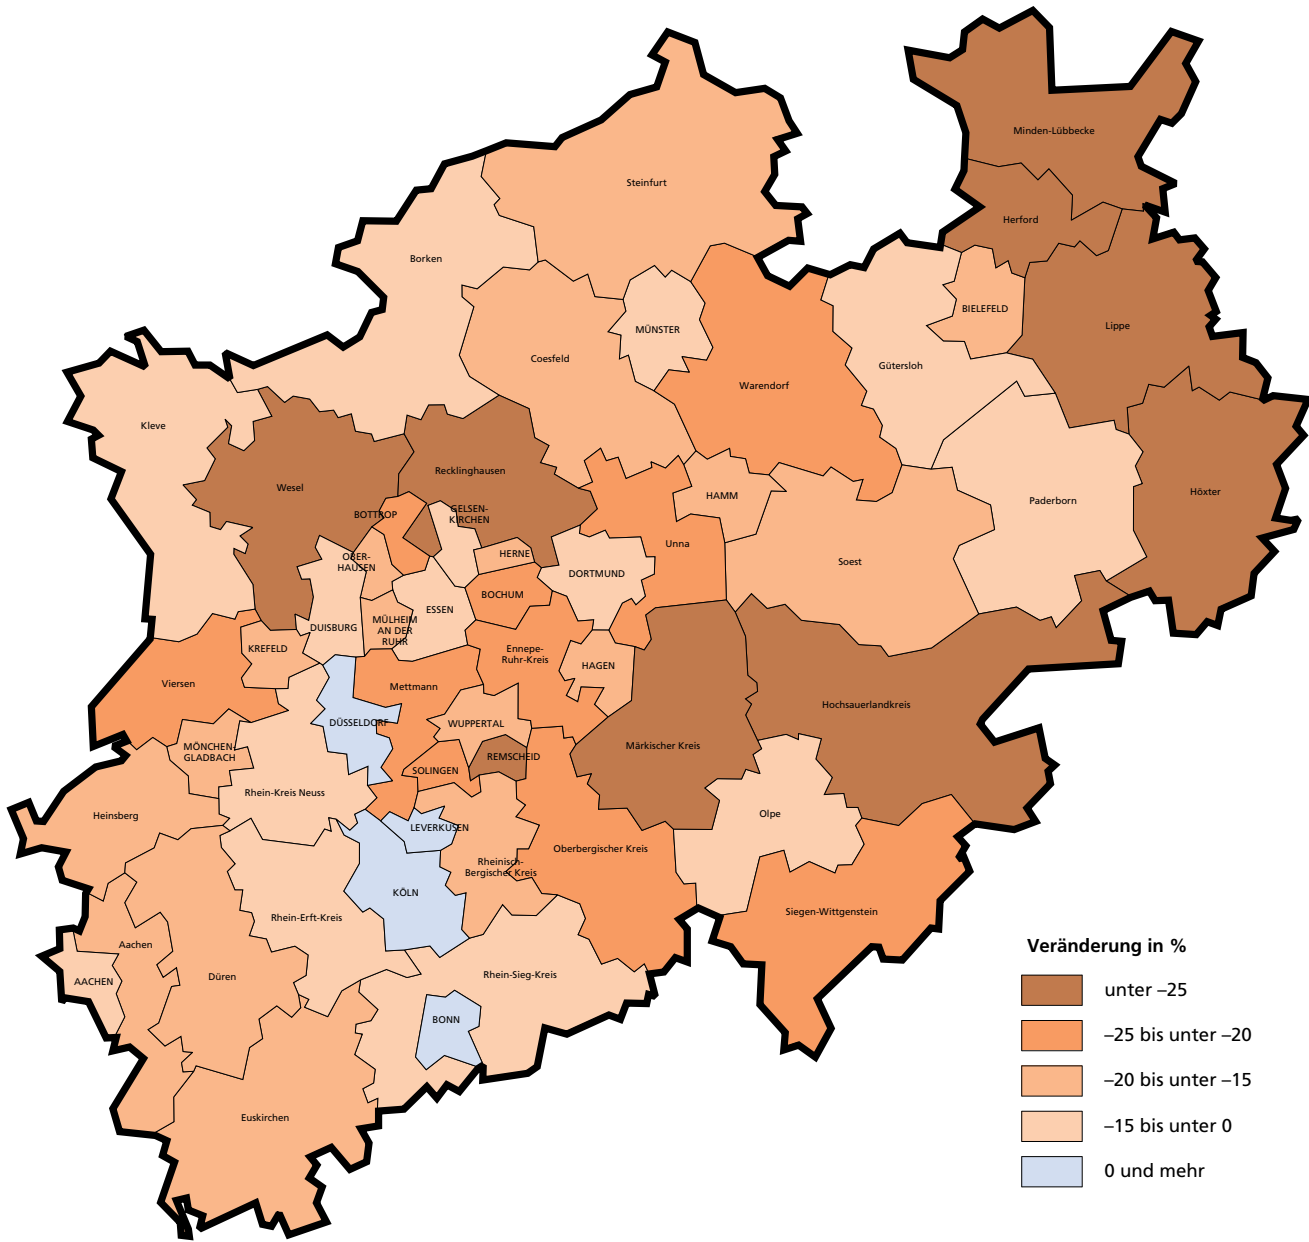 Minden-Lübbecke
Steinfurt
Herford
Borken
BIELEFELD
Lippe
MÜNSTER
Coesfeld
Gütersloh
Warendorf
Kleve
Recklinghausen
Wesel
Höxter
HAMM
Paderborn
BOTTROP
GELSEN-
KIRCHEN
Unna
HERNE
OBER-
HAUSEN
Soest
DORTMUND
BOCHUM
ESSEN
DUISBURG
MÜLHEIM
AN DER
RUHR
KREFELD
Ennepe-
Ruhr-Kreis
HAGEN
Viersen
Mettmann
Hochsauerlandkreis
DÜSSELDORF
WUPPERTAL
Märkischer Kreis
MÖNCHEN-
GLADBACH
REMSCHEID
SOLINGEN
Rhein-Kreis Neuss
Heinsberg
Olpe
LEVERKUSEN
Oberbergischer Kreis
Rheinisch-
Bergischer Kreis
KÖLN
Siegen-Wittgenstein
Rhein-Erft-Kreis
Aachen
Düren
Rhein-Sieg-Kreis
AACHEN
BONN
Euskirchen
Veränderung in %
unter –25
–25 bis unter –20
–20 bis unter –15
–15 bis unter 0
0 und mehr